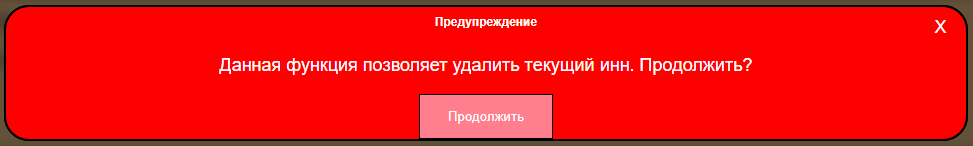 Предупреждение
X
Данная функция позволяет удалить текущий инн. Продолжить?
Продолжить